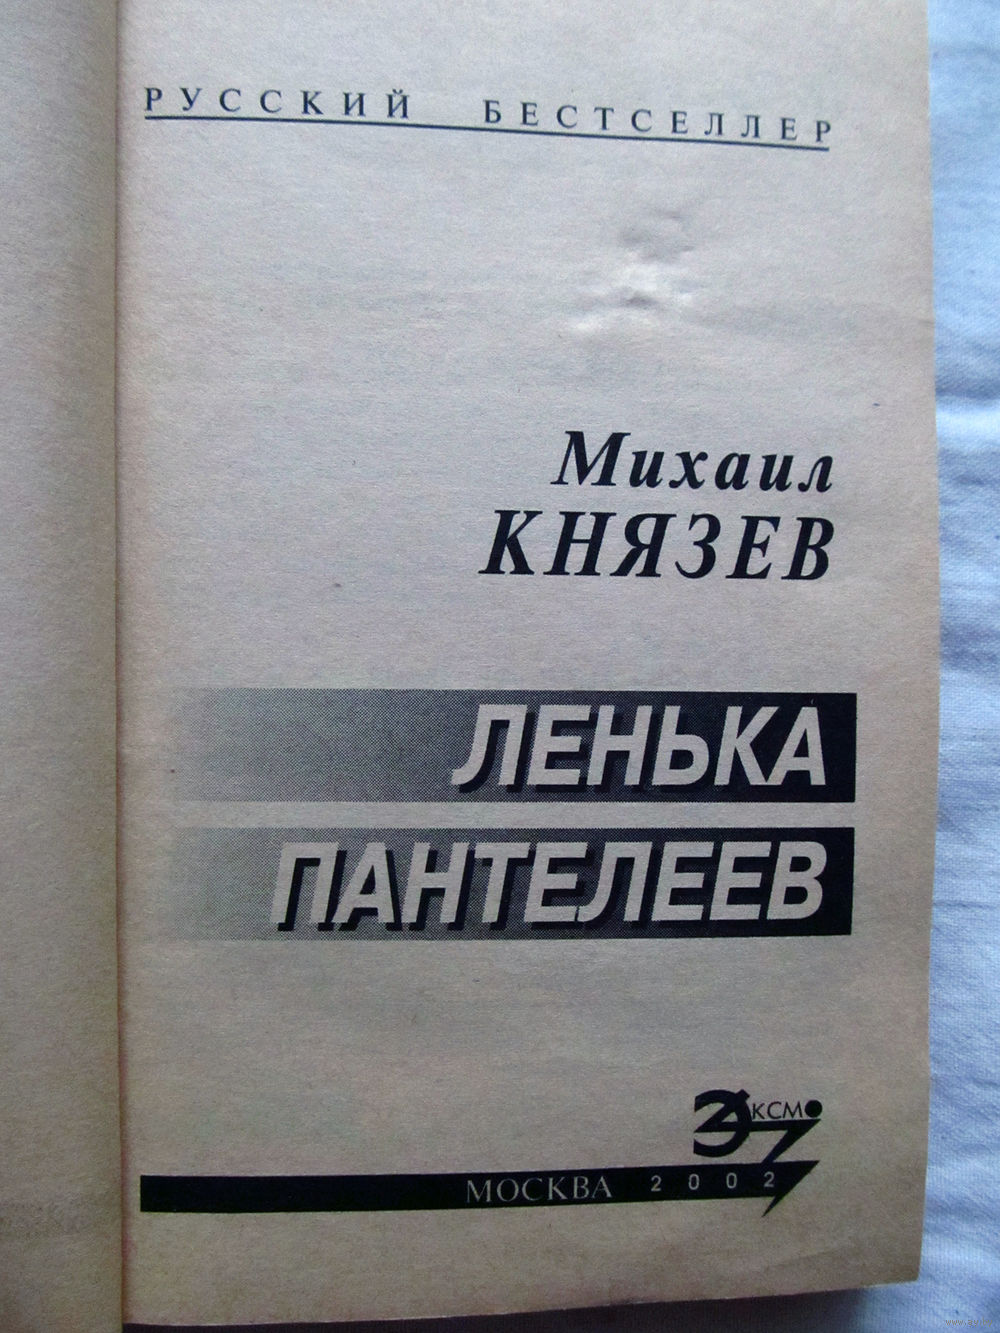 РУССКИЙ БЕСТСЕЛЛЕР
Михаил
КНЯЗЕВ
ЛЕНЬКА
ПАНТЕЛЕЕВ
ЭКСМО
МОСКВА 2002